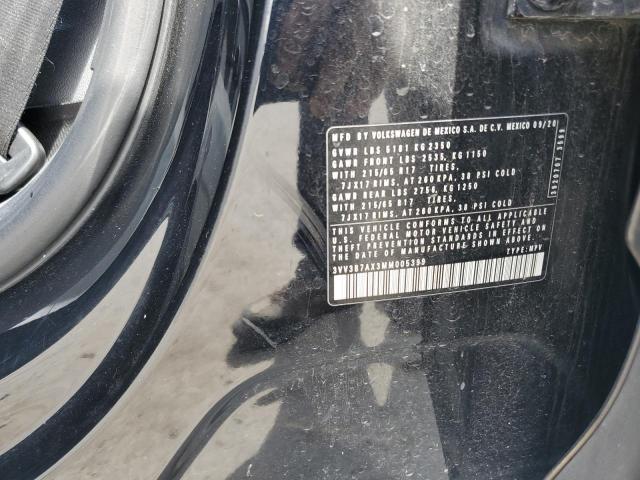 MFD BY VOLKSWAGEN DE MEXICO S.A. DE C.V. MEXICO 09/20
GVWR LBS 5181 KG 2350
GAWR FRONT LBS 2535, KG 1150
WITH 215/65 R17 TIRES,
7JX17 RIMS, AT 260 KPA, 38 PSI COLD
GAWR REAR LBS 2756, KG 1250
WITH 215/65 R17 TIRES,
7JX17 RIMS, AT 260 KPA, 38 PSI COLD
THIS VEHICLE CONFORMS TO ALL APPLICABLE
U.S. FEDERAL MOTOR VEHICLE SAFETY AND
THEFT PREVENTION STANDARDS IN EFFECT ON
THE DATE OF MANUFACTURE SHOWN ABOVE.
3VV3B7AX3MM005399 TYPE: MPV